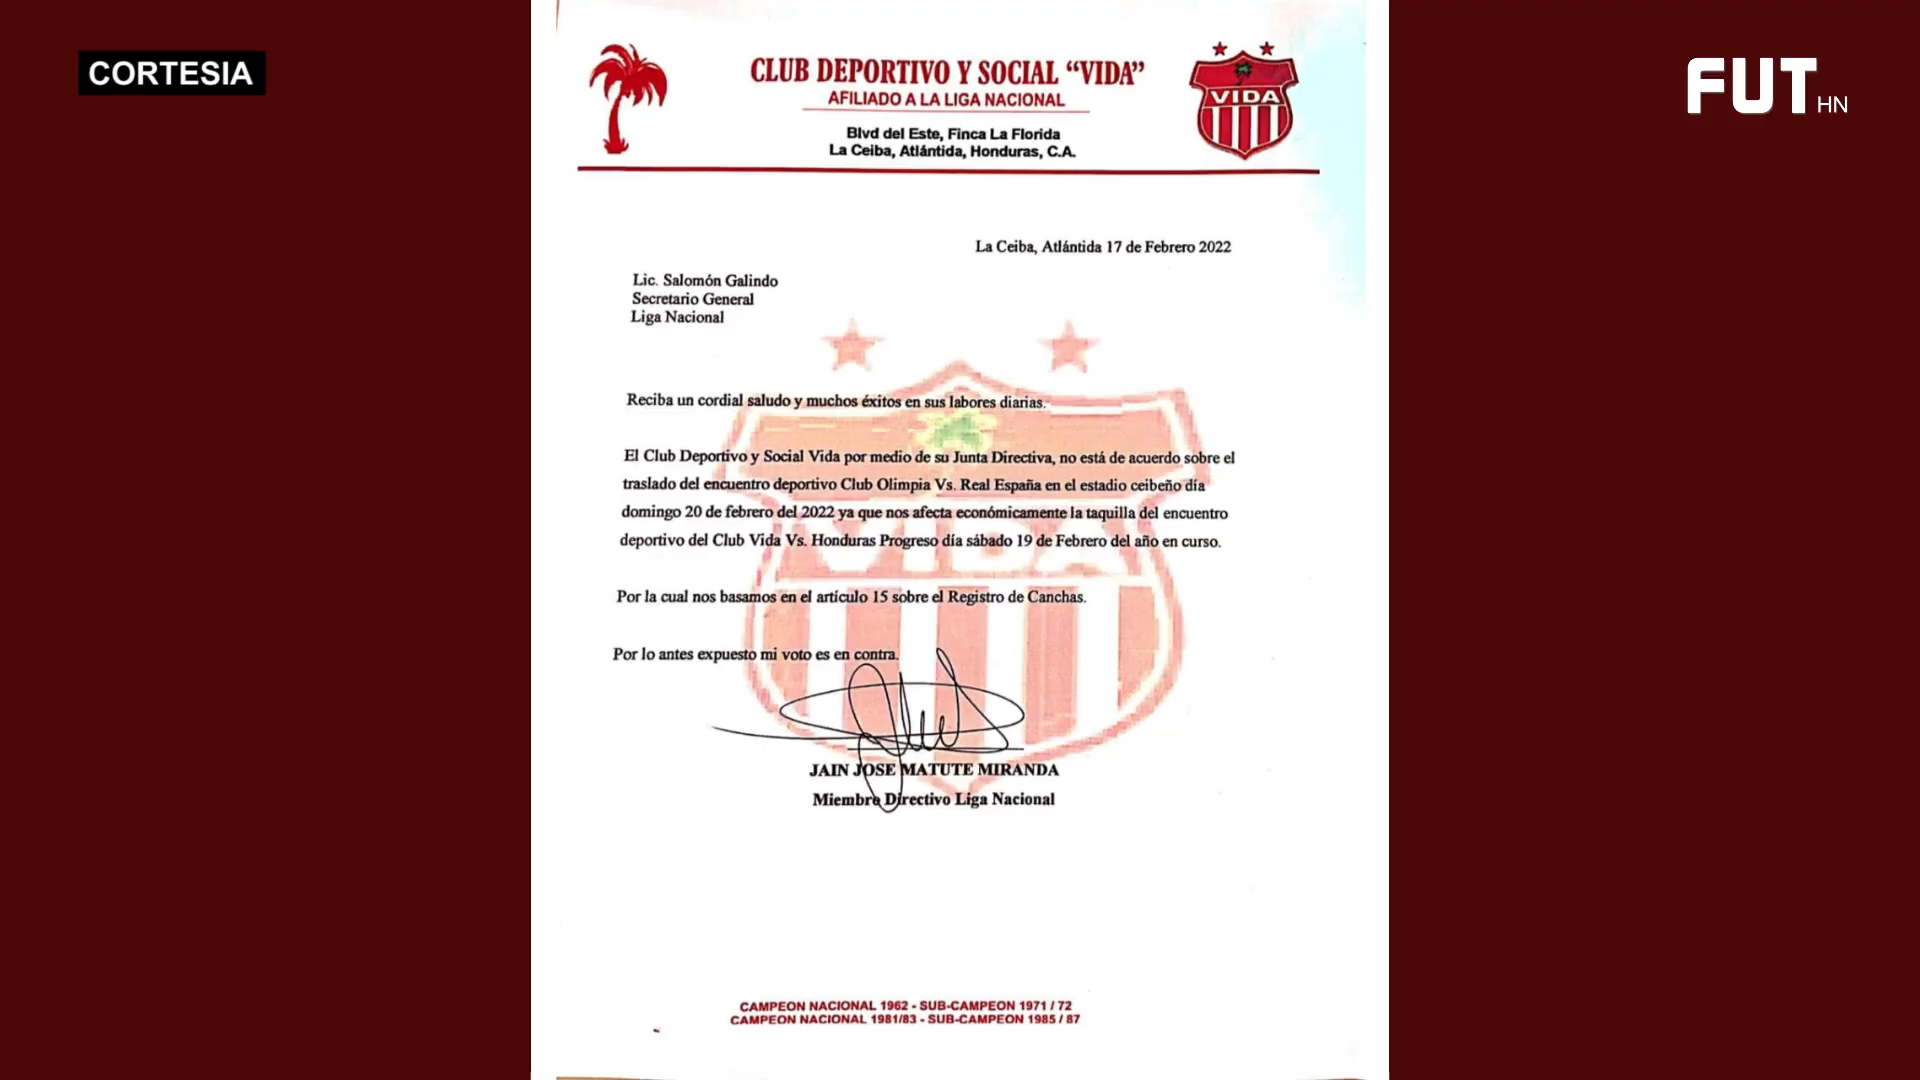 CORTESIA
FUT HN
CLUB DEPORTIVO Y SOCIAL “VIDA”
AFILIADO A LA LIGA NACIONAL
Blvd del Este, Finca La Florida
La Ceiba, Atlántida, Honduras, C.A.
VIDA
La Ceiba, Atlántida 17 de Febrero 2022
Lic. Salomón Galindo
Secretario General
Liga Nacional
Reciba un cordial saludo y muchos éxitos en sus labores diarias.
El Club Deportivo y Social Vida por medio de su Junta Directiva, no está de acuerdo sobre el
traslado del encuentro deportivo Club Olimpia Vs. Real España en el estadio ceibeño día
domingo 20 de febrero del 2022 ya que nos afecta económicamente la taquilla del encuentro
deportivo del Club Vida Vs. Honduras Progreso día sábado 19 de Febrero del año en curso.
VIDA
Por la cual nos basamos en el artículo 15 sobre el Registro de Canchas.
Por lo antes expuesto mi voto es en contra.
JAIN JOSE MATUTE MIRANDA
Miembro Directivo Liga Nacional
CAMPEON NACIONAL 1962 - SUB-CAMPEON 1971 / 72
CAMPEON NACIONAL 1981/83 - SUB-CAMPEON 1985 / 87